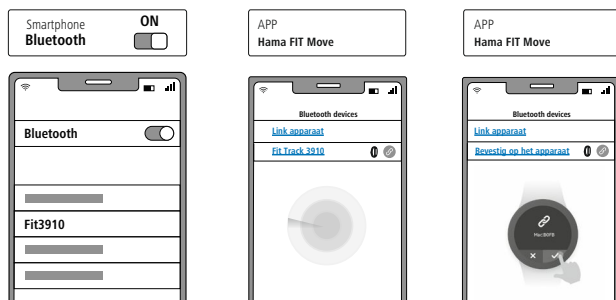 Smartphone
Bluetooth
ON
APP
Hama FIT Move
APP
Hama FIT Move
Bluetooth
Fit3910
Bluetooth devices
Link apparaat
Fit Track 3910
Bluetooth devices
Link apparaat
Bevestig op het apparaat